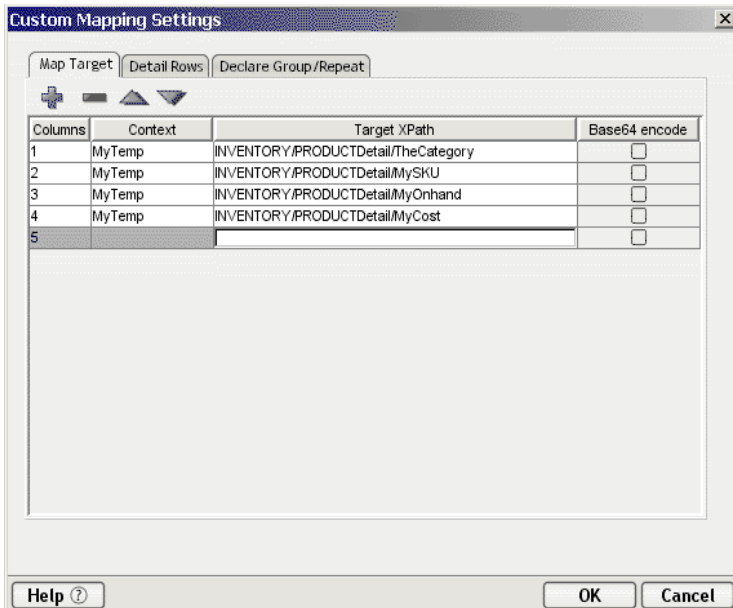 Custom Mapping Settings
Map Target Detail Rows Declare Group/Repeat
Columns Context Target XPath Base64 encode
1 MyTemp INVENTORY/PRODUCTDetail/TheCategory
2 MyTemp INVENTORY/PRODUCTDetail/MySKU
3 MyTemp INVENTORY/PRODUCTDetail/MyOnhand
4 MyTemp INVENTORY/PRODUCTDetail/MyCost
5
Help ? OK Cancel